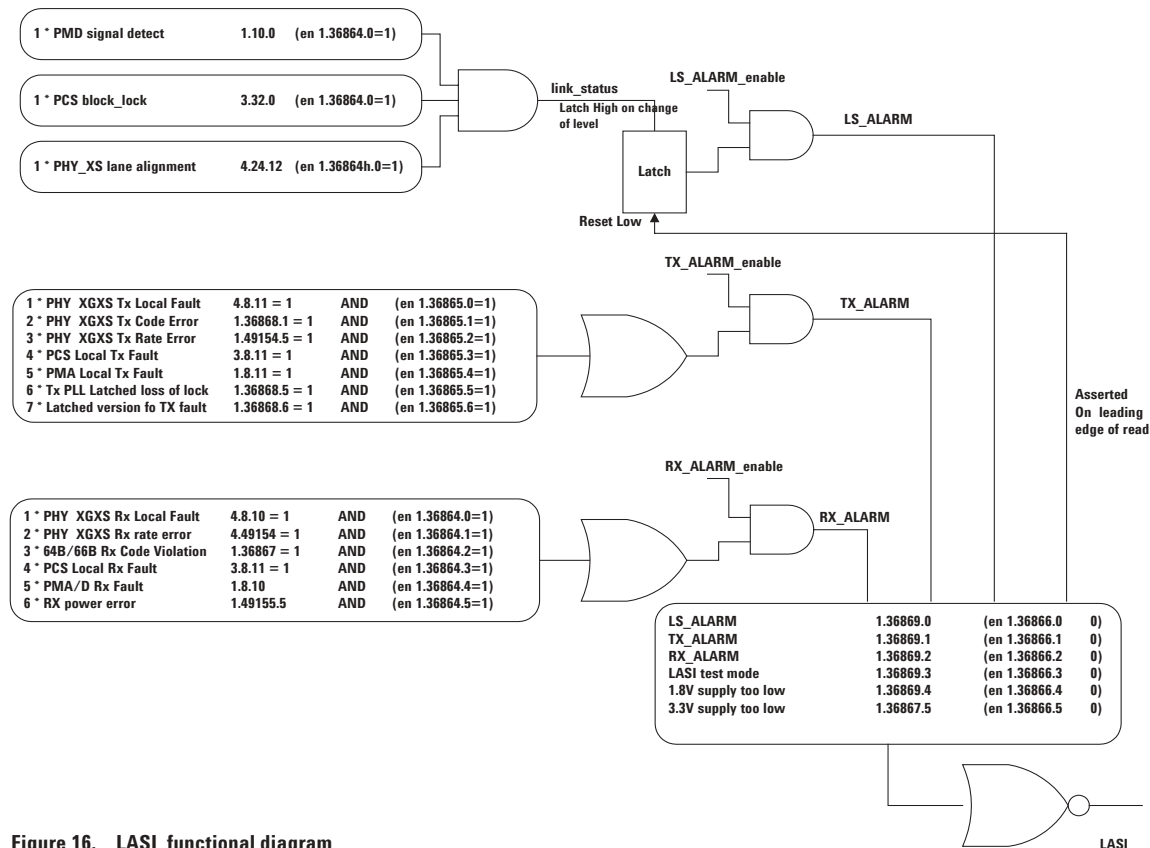 1 * PMD signal detect 1.10.0 (en 1.36864.0=1)
1 * PCS block_lock 3.32.0 (en 1.36864.0=1)
1 * PHY_XS lane alignment 4.24.12 (en 1.36864h.0=1)
link_status
Latch High on change
of level
LS_ALARM_enable
LS_ALARM
Latch
Reset Low
TX_ALARM_enable
TX_ALARM
1 * PHY XGXS Tx Local Fault 4.8.11 = 1 AND (en 1.36865.0=1)
2 * PHY XGXS Tx Code Error 1.36868.1 = 1 AND (en 1.36865.1=1)
3 * PHY XGXS Tx Rate Error 1.49154.5 = 1 AND (en 1.36865.2=1)
4 * PCS Local Tx Fault 3.8.11 = 1 AND (en 1.36865.3=1)
5 * PMA Local Tx Fault 1.8.11 = 1 AND (en 1.36865.4=1)
6 * Tx PLL Latched loss of lock 1.36868.5 = 1 AND (en 1.36865.5=1)
7 * Latched version fo TX fault 1.36868.6 = 1 AND (en 1.36865.6=1)
Asserted
On leading
edge of read
RX_ALARM_enable
RX_ALARM
1 * PHY XGXS Rx Local Fault 4.8.10 = 1 AND (en 1.36864.0=1)
2 * PHY XGXS Rx rate error 4.49154 = 1 AND (en 1.36864.1=1)
3 * 64B/66B Rx Code Violation 1.36867 = 1 AND (en 1.36864.2=1)
4 * PCS Local Rx Fault 3.8.11 = 1 AND (en 1.36864.3=1)
5 * PMA/D Rx Fault 1.8.10 AND (en 1.36864.4=1)
6 * RX power error 1.49155.5 AND (en 1.36864.5=1)
LS_ALARM 1.36869.0 (en 1.36866.0 0)
TX_ALARM 1.36869.1 (en 1.36866.1 0)
RX_ALARM 1.36869.2 (en 1.36866.2 0)
LASI test mode 1.36869.3 (en 1.36866.3 0)
1.8V supply too low 1.36869.4 (en 1.36866.4 0)
3.3V supply too low 1.36867.5 (en 1.36866.5 0)
LASI
Figure 16. LASI functional diagram